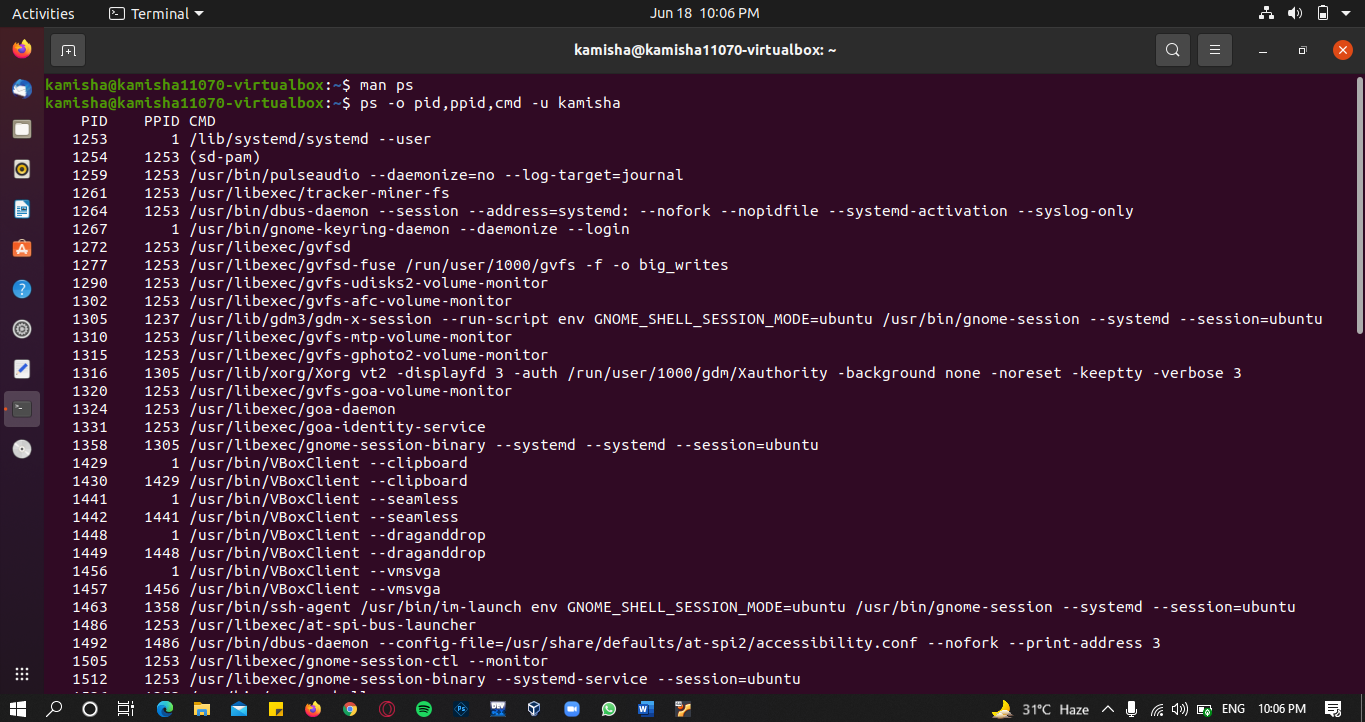 Activities Terminal Jun 18 10:06 PM
kamisha@kamisha11070-virtualbox: ~
kamisha@kamisha11070-virtualbox:~$ man ps
kamisha@kamisha11070-virtualbox:~$ ps -o pid,ppid,cmd -u kamisha
PID PPID CMD
1253 1 /lib/systemd/systemd --user
1254 1253 (sd-pam)
1259 1253 /usr/bin/pulseaudio --daemonize=no --log-target=journal
1261 1253 /usr/libexec/tracker-miner-fs
1264 1253 /usr/bin/dbus-daemon --session --address=systemd: --nofork --nopidfile --systemd-activation --syslog-only
1267 1 /usr/bin/gnome-keyring-daemon --daemonize --login
1272 1253 /usr/libexec/gvfsd
1277 1253 /usr/libexec/gvfsd-fuse /run/user/1000/gvfs -f -o big_writes
1290 1253 /usr/libexec/gvfs-udisks2-volume-monitor
1302 1253 /usr/libexec/gvfs-afc-volume-monitor
1305 1237 /usr/lib/gdm3/gdm-x-session --run-script env GNOME_SHELL_SESSION_MODE=ubuntu /usr/bin/gnome-session --systemd --session=ubuntu
1310 1253 /usr/libexec/gvfs-mtp-volume-monitor
1315 1253 /usr/libexec/gvfs-gphoto2-volume-monitor
1316 1305 /usr/lib/xorg/Xorg vt2 -displayfd 3 -auth /run/user/1000/gdm/Xauthority -background none -noreset -keeptty -verbose 3
1320 1253 /usr/libexec/gvfs-goa-volume-monitor
1324 1253 /usr/libexec/goa-daemon
1331 1253 /usr/libexec/goa-identity-service
1358 1305 /usr/libexec/gnome-session-binary --systemd --systemd --session=ubuntu
1429 1 /usr/bin/VBoxClient --clipboard
1430 1429 /usr/bin/VBoxClient --clipboard
1441 1 /usr/bin/VBoxClient --seamless
1442 1441 /usr/bin/VBoxClient --seamless
1448 1 /usr/bin/VBoxClient --draganddrop
1449 1448 /usr/bin/VBoxClient --draganddrop
1456 1 /usr/bin/VBoxClient --vmsvga
1457 1456 /usr/bin/VBoxClient --vmsvga
1463 1358 /usr/bin/ssh-agent /usr/bin/im-launch env GNOME_SHELL_SESSION_MODE=ubuntu /usr/bin/gnome-session --systemd --session=ubuntu
1486 1253 /usr/libexec/at-spi-bus-launcher
1492 1486 /usr/bin/dbus-daemon --config-file=/usr/share/defaults/at-spi2/accessibility.conf --nofork --print-address 3
1505 1253 /usr/libexec/gnome-session-ctl --monitor
1512 1253 /usr/libexec/gnome-session-binary --systemd-service --session=ubuntu
31°C Haze ENG 10:06 PM